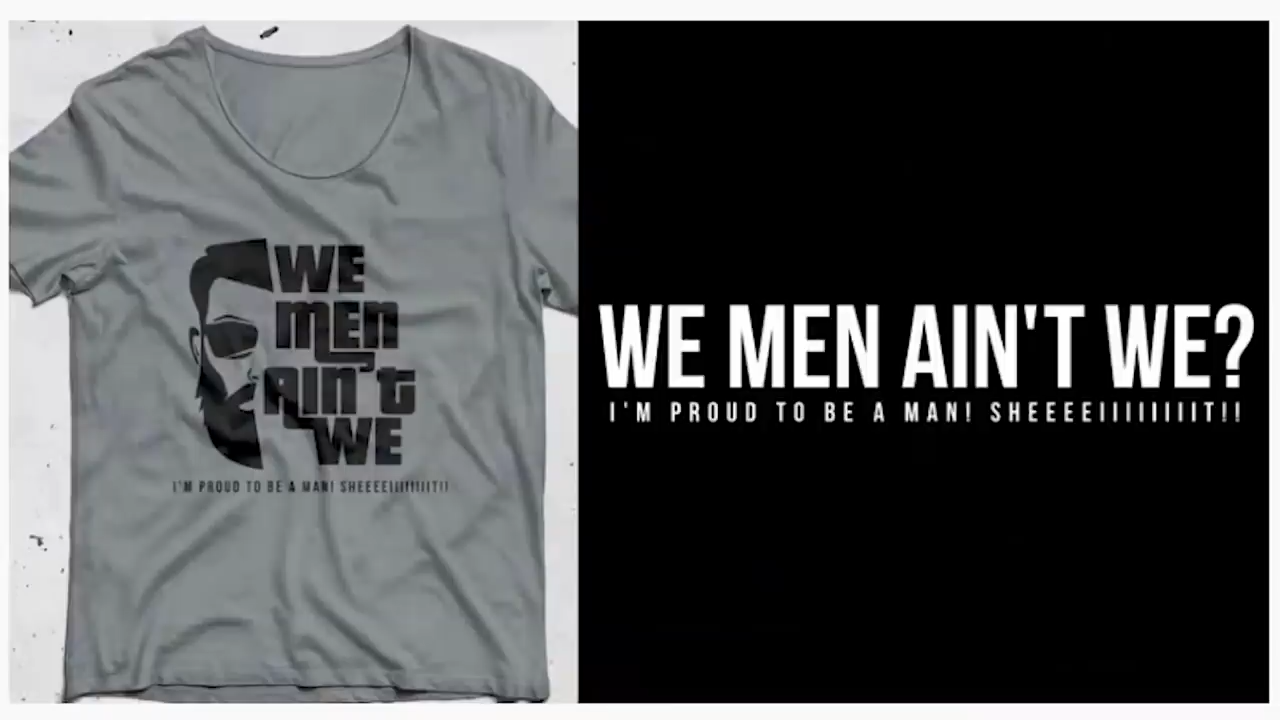 WE
MEN
AIN't
WE
I'M PROUD TO BE A MAN! SHEEEEIIIIIIIIIT!!
WE MEN AIN'T WE?
I'M PROUD TO BE A MAN! SHEEEEIIIIIIIIIT!!